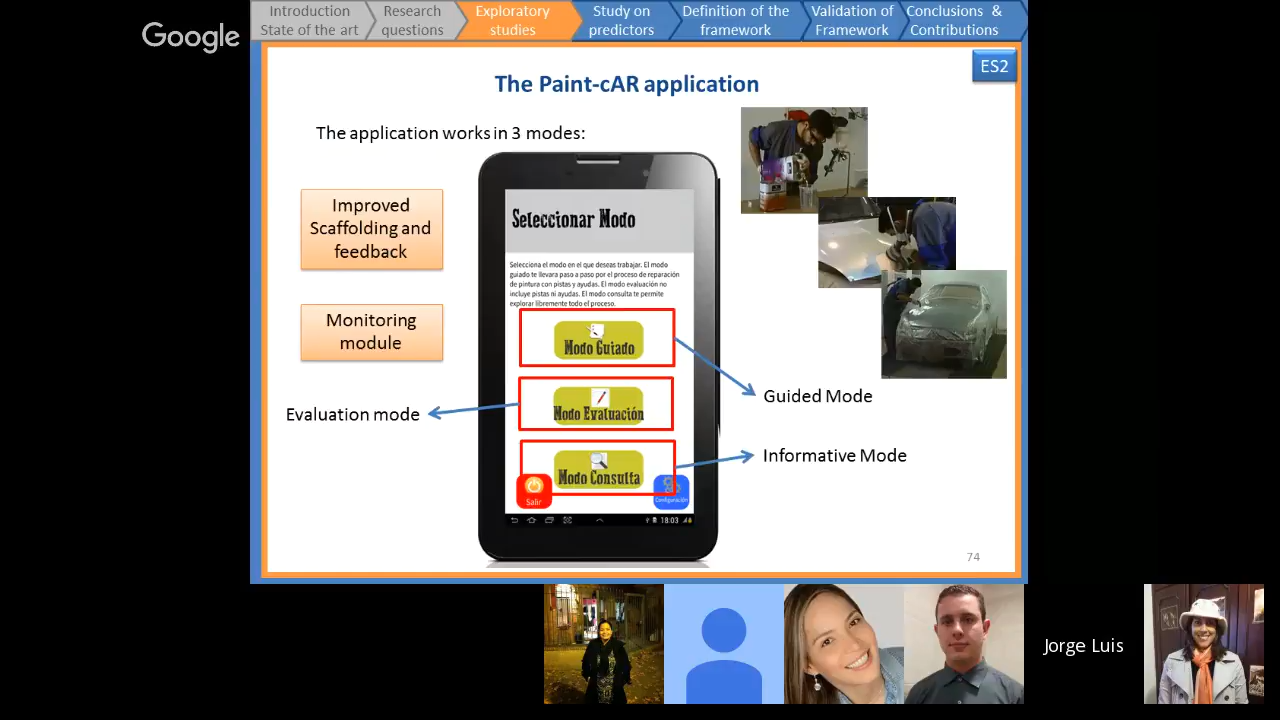 Google
Introduction
State of the art
Research
questions
Exploratory
studies
Study on
predictors
Definition of the
framework
Validation of
Framework
Conclusions &
Contributions
ES2
The Paint-cAR application
The application works in 3 modes:
Improved
Scaffolding and
feedback
Monitoring
module
Seleccionar Modo
Selecciona el modo en el que deseas trabajar. El modo
guiado te llevara paso a paso por el proceso de reparación
de pintura con pistas y ayudas. El modo evaluación no
incluye pistas ni ayudas. El modo consulta te permite
explorar libremente todo el proceso.
Modo Guiado
Modo Evaluación
Modo Consulta
Salir
Configuración
18:03
Evaluation mode
Guided Mode
Informative Mode
74
Jorge Luis